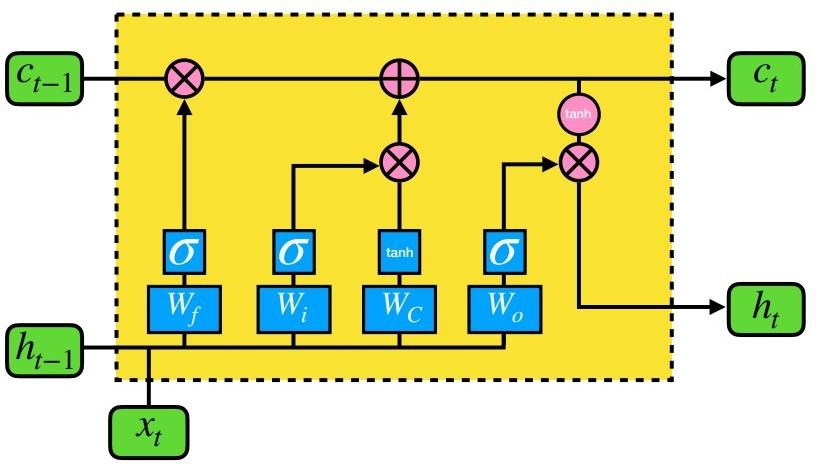 c_{t-1}
c_t
tanh
σ
σ
tanh
σ
W_f
W_i
W_C
W_o
h_t
h_{t-1}
x_t